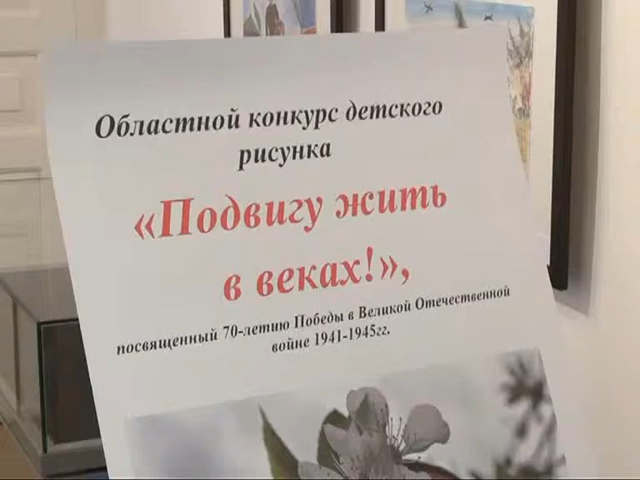 Областной конкурс детского
рисунка
«Подвигу жить
в веках!»,
посвященный 70-летию Победы в Великой Отечественной
войне 1941-1945гг.